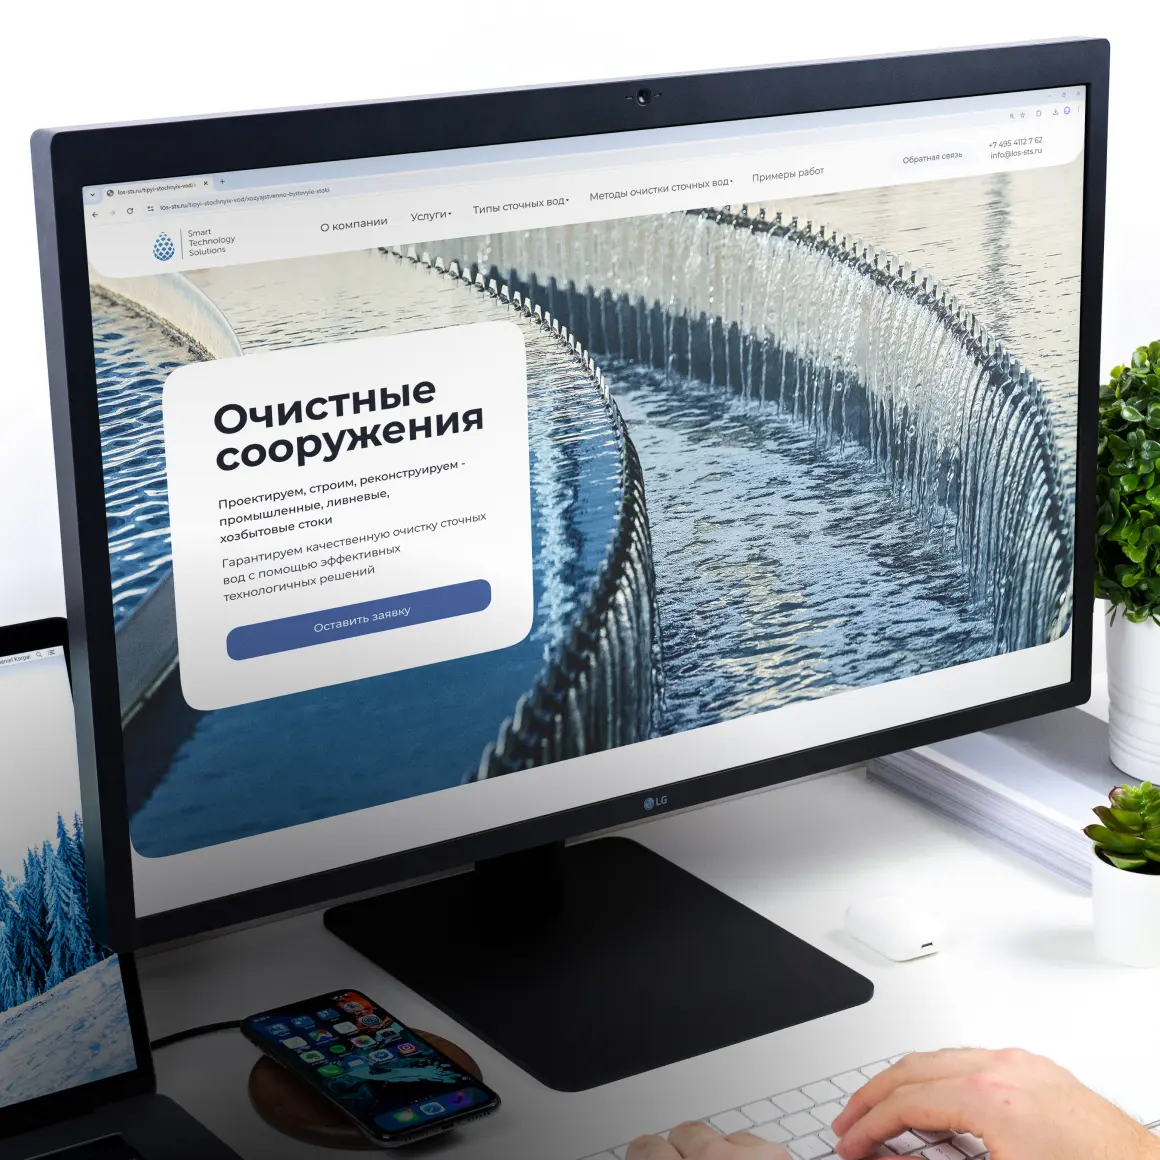 los-sts.ru/tipyi-stochnyix-vod/
los-sts.ru/tipyi-stochnyix-vod/xozyajstvenno-byitovyie-stoki
Smart
Technology
Solutions
О компании
Услуги
Типы сточных вод
Методы очистки сточных вод
Примеры работ
Обратная связь
+7 495 4112 7 62
info@los-sts.ru
Очистные
сооружения
Проектируем, строим, реконструируем -
промышленные, ливневые,
хозбытовые стоки
Гарантируем качественную очистку сточных
вод с помощью эффективных
технологичных решений
Оставить заявку
LG